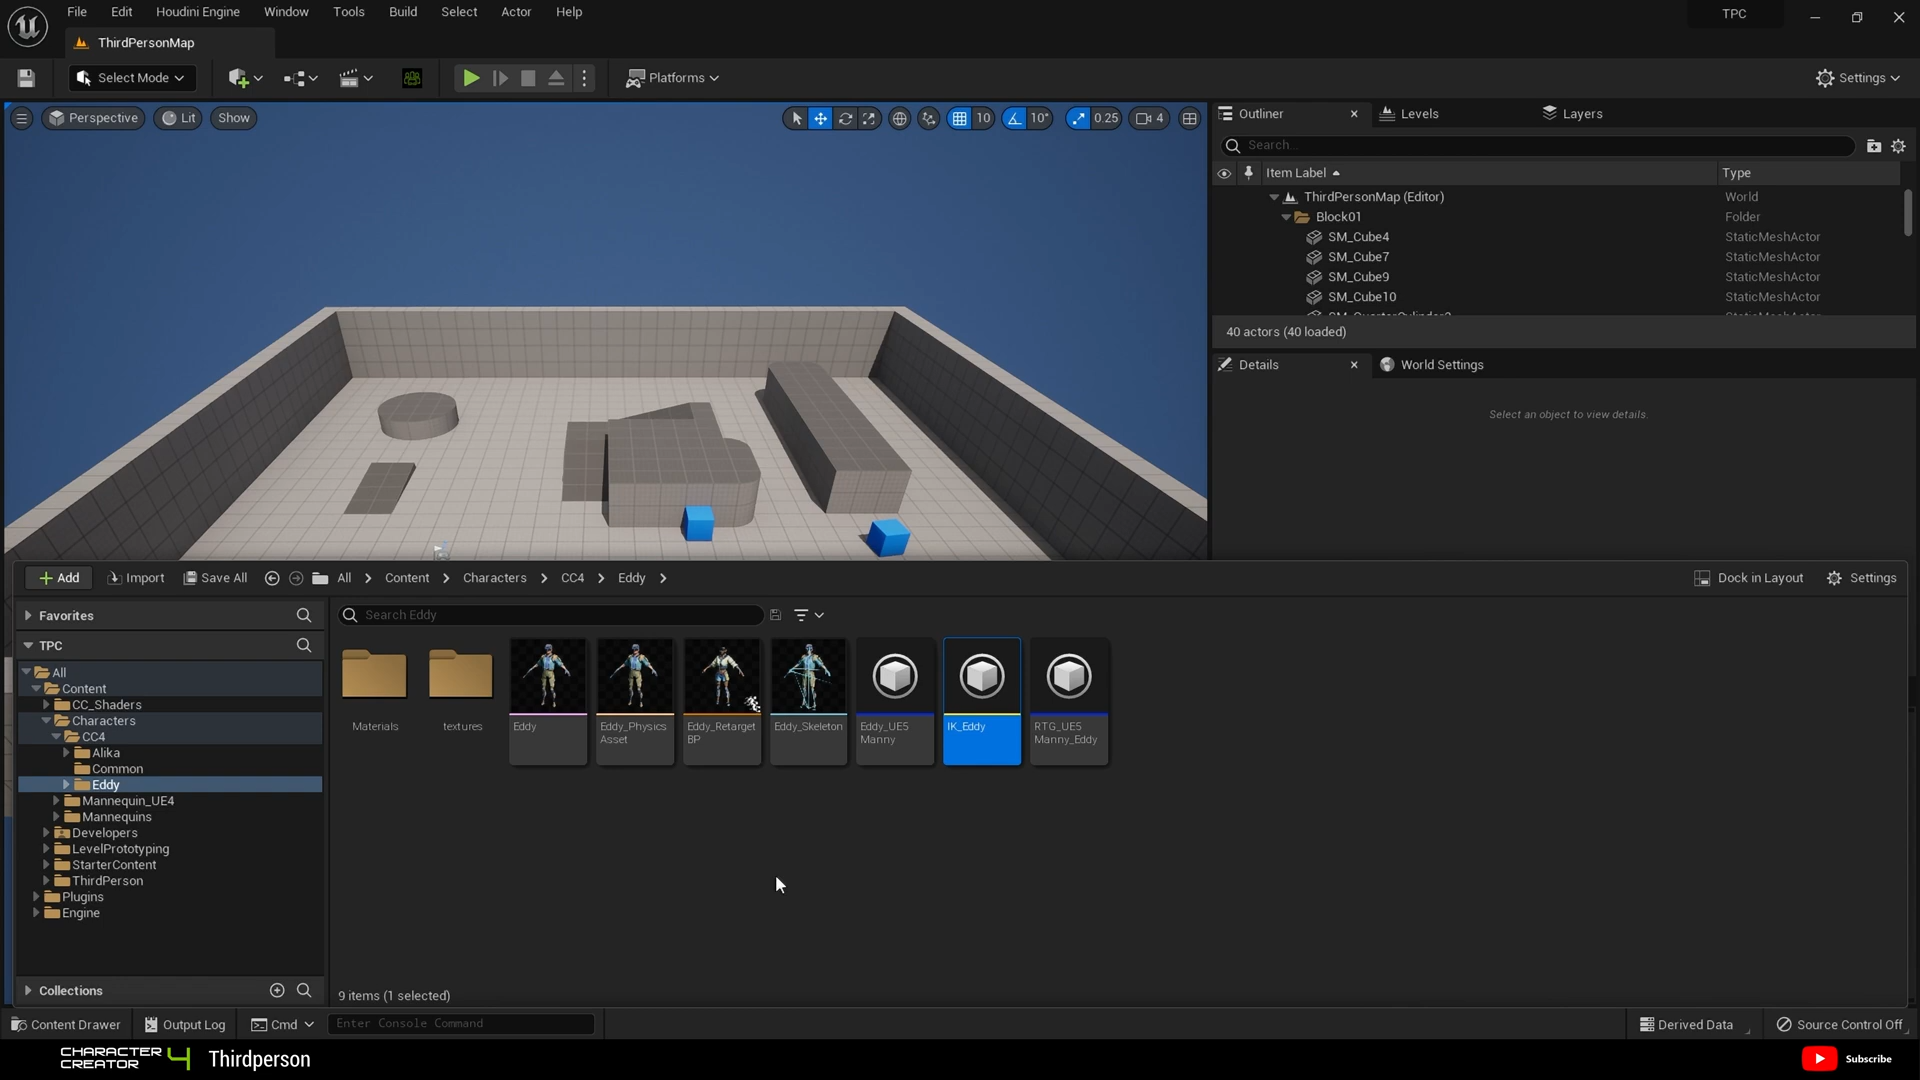 File Edit Houdini Engine Window Tools Build Select Actor Help
TPC
ThirdPersonMap
Select Mode
Platforms
Settings
Perspective Lit Show
10 10° 0.25 4
Outliner
Levels
Layers
Search...
Item Label Type
ThirdPersonMap (Editor) World
Block01 Folder
SM_Cube4 StaticMeshActor
SM_Cube7 StaticMeshActor
SM_Cube9 StaticMeshActor
SM_Cube10 StaticMeshActor
40 actors (40 loaded)
Details
World Settings
Select an object to view details.
Add Import Save All All Content Characters CC4 Eddy
Dock in Layout Settings
Favorites
Search Eddy
TPC
All
Content
CC_Shaders
Characters
CC4
Alika
Common
Eddy
Mannequin_UE4
Mannequins
Developers
LevelPrototyping
StarterContent
ThirdPerson
Plugins
Engine
Collections
Materials
textures
Eddy
Eddy_Physics
Asset
Eddy_Retarget
BP
Eddy_Skeleton
Eddy_UE5
Manny
IK_Eddy
RTG_UE5
Manny_Eddy
9 items (1 selected)
Content Drawer Output Log Cmd Enter Console Command
Derived Data Source Control Off
CHARACTER
CREATOR 4 Thirdperson
Subscribe